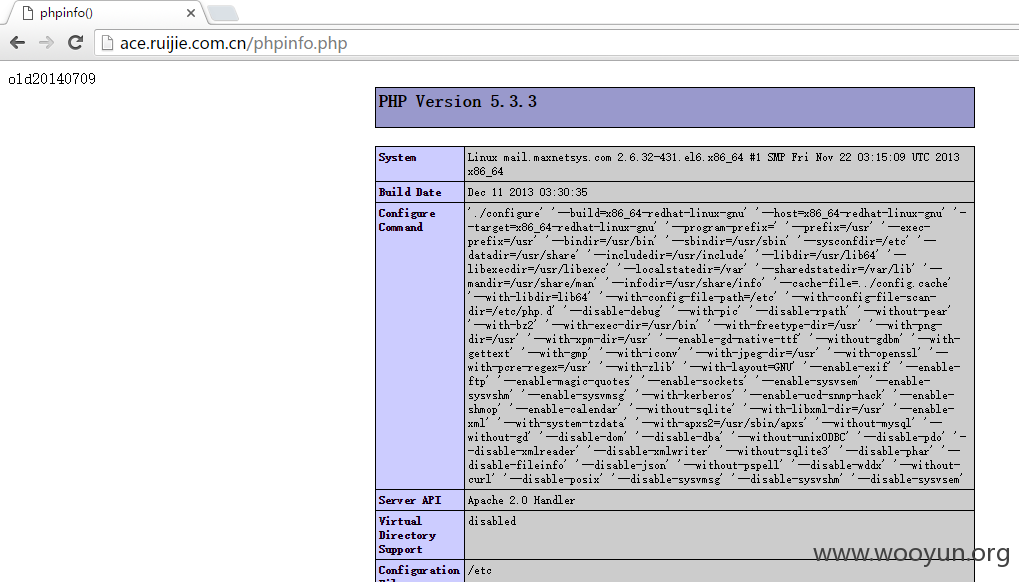 phpinfo()
ace.ruijie.com.cn/phpinfo.php
old20140709
PHP Version 5.3.3
System
Linux mail.maxnetsys.com 2.6.32-431.el6.x86_64 #1 SMP Fri Nov 22 03:15:09 UTC 2013
x86_64
Build Date
Dec 11 2013 03:30:35
Configure
Command
'./configure' '--build=x86_64-redhat-linux-gnu' '--host=x86_64-redhat-linux-gnu' '-
-target=x86_64-redhat-linux-gnu' '--program-prefix=' '--prefix=/usr' '--exec-
prefix=/usr' '--bindir=/usr/bin' '--sbindir=/usr/sbin' '--sysconfdir=/etc' '--
datadir=/usr/share' '--includedir=/usr/include' '--libdir=/usr/lib64' '--
libexecdir=/usr/libexec' '--localstatedir=/var' '--sharedstatedir=/var/lib' '--
mandir=/usr/share/man' '--infodir=/usr/share/info' '--cache-file=../config.cache'
'--with-libdir=lib64' '--with-config-file-path=/etc' '--with-config-file-scan-
dir=/etc/php.d' '--disable-debug' '--with-pic' '--disable-rpath' '--without-pear'
'--with-bz2' '--with-exec-dir=/usr/bin' '--with-freetype-dir=/usr' '--with-png-
dir=/usr' '--with-xpm-dir=/usr' '--enable-gd-native-ttf' '--without-gdbm' '--with-
gettext' '--with-gmp' '--with-iconv' '--with-jpeg-dir=/usr' '--with-openssl' '--
with-pcre-regex=/usr' '--with-zlib' '--with-layout=GNU' '--enable-exif' '--enable-
ftp' '--enable-magic-quotes' '--enable-sockets' '--enable-sysvsem' '--enable-
sysvshm' '--enable-sysvmsg' '--with-kerberos' '--enable-ucd-snmp-hack' '--enable-
shmop' '--enable-calendar' '--without-sqlite' '--with-libxml-dir=/usr' '--enable-
xml' '--with-system-tzdata' '--with-apxs2=/usr/sbin/apxs' '--without-mysql' '--
without-gd' '--disable-dom' '--disable-dba' '--without-unixODBC' '--disable-pdo' '-
-disable-xmlreader' '--disable-xmlwriter' '--without-sqlite3' '--disable-phar' '--
disable-fileinfo' '--disable-json' '--without-pspell' '--disable-wddx' '--without-
curl' '--disable-posix' '--disable-sysvmsg' '--disable-sysvshm' '--disable-sysvsem'
Server API
Apache 2.0 Handler
Virtual
Directory
Support
disabled
Configuration
/etc
www.wooyun.org